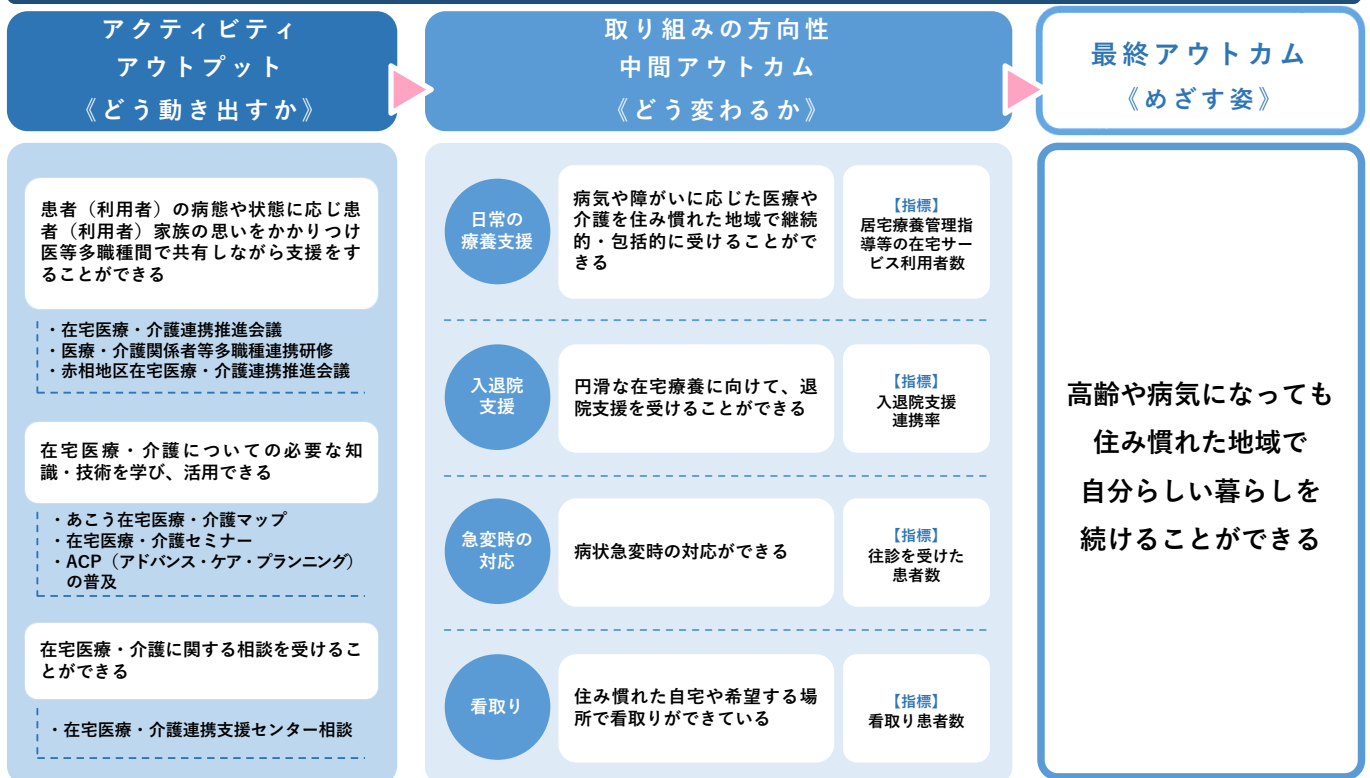 アクティビティ
アウトプット
《どう動き出すか》
取り組みの方向性
中間アウトカム
《どう変わるか》
最終アウトカム
《めざす姿》
患者（利用者）の病態や状態に応じ患
者（利用者）家族の思いをかかりつけ
医等多職種間で共有しながら支援をす
ることができる
・在宅医療・介護連携推進会議
・医療・介護関係者等多職種連携研修
・赤相地区在宅医療・介護連携推進会議
在宅医療・介護についての必要な知
識・技術を学び、活用できる
・あこう在宅医療・介護マップ
・在宅医療・介護セミナー
・ACP（アドバンス・ケア・プランニング）
の普及
在宅医療・介護に関する相談を受けるこ
とができる
・在宅医療・介護連携支援センター相談
日常の
療養支援
病気や障がいに応じた医療や
介護を住み慣れた地域で継続
的・包括的に受けることがで
きる
【指標】
居宅療養管理指
導等の在宅サー
ビス利用者数
入退院
支援
円滑な在宅療養に向けて、退
院支援を受けることができる
【指標】
入退院支援
連携率
急変時の
対応
病状急変時の対応ができる
【指標】
往診を受けた
患者数
看取り
住み慣れた自宅や希望する場
所で看取りができている
【指標】
看取り患者数
高齢や病気になっても
住み慣れた地域で
自分らしい暮らしを
続けることができる